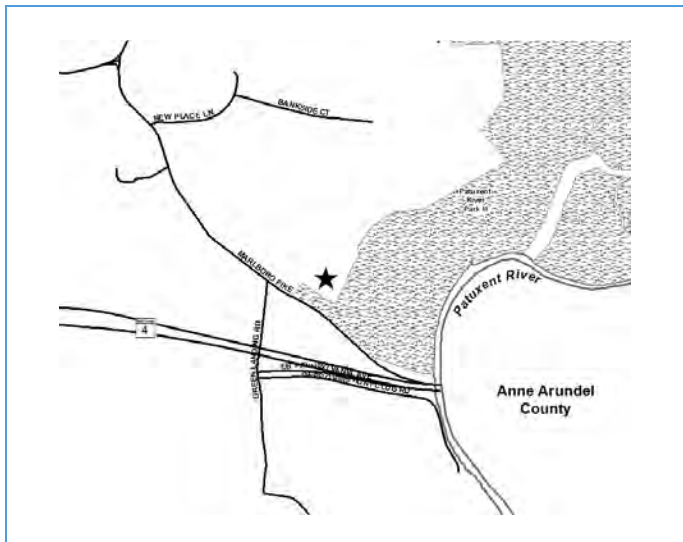 NEW PLACE LN
BANKSIDE CT
Patuxent
River
Park III
MARLBORO PIKE
Patuxent River
4
GREEN LANDING RD
Anne Arundel
County